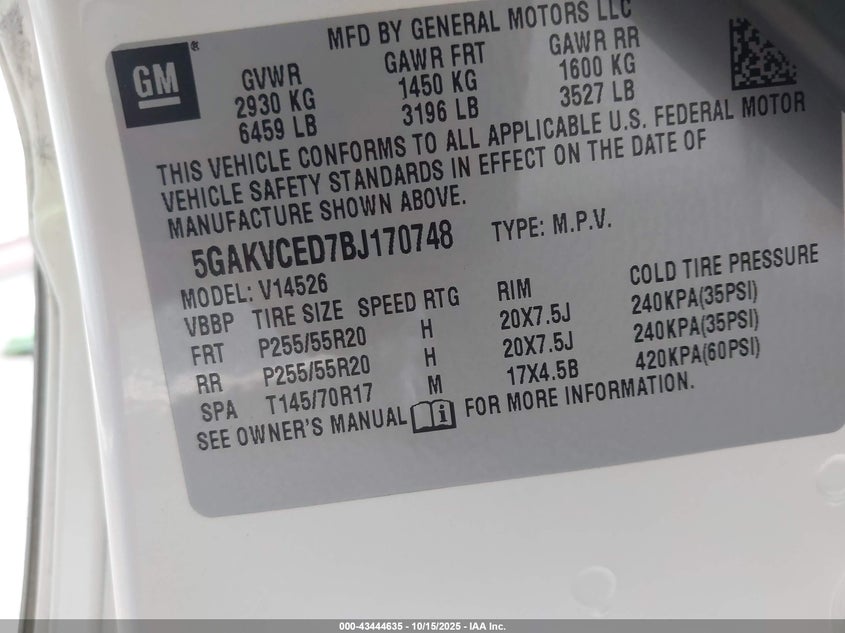 MFD BY GENERAL MOTORS LLC
GM®
GVWR GAWR FRT GAWR RR
2930 KG 1450 KG 1600 KG
6459 LB 3196 LB 3527 LB
THIS VEHICLE CONFORMS TO ALL APPLICABLE U.S. FEDERAL MOTOR
VEHICLE SAFETY STANDARDS IN EFFECT ON THE DATE OF
MANUFACTURE SHOWN ABOVE.
5GAKVCED7BJ170748 TYPE: M.P.V.
MODEL: V14526
VBBP TIRE SIZE SPEED RTG RIM COLD TIRE PRESSURE
FRT P255/55R20 H 20X7.5J 240KPA(35PSI)
RR P255/55R20 H 20X7.5J 240KPA(35PSI)
SPA T145/70R17 M 17X4.5B 420KPA(60PSI)
SEE OWNER'S MANUAL i FOR MORE INFORMATION.
000-43444635 - 10/15/2025 - IAA Inc.